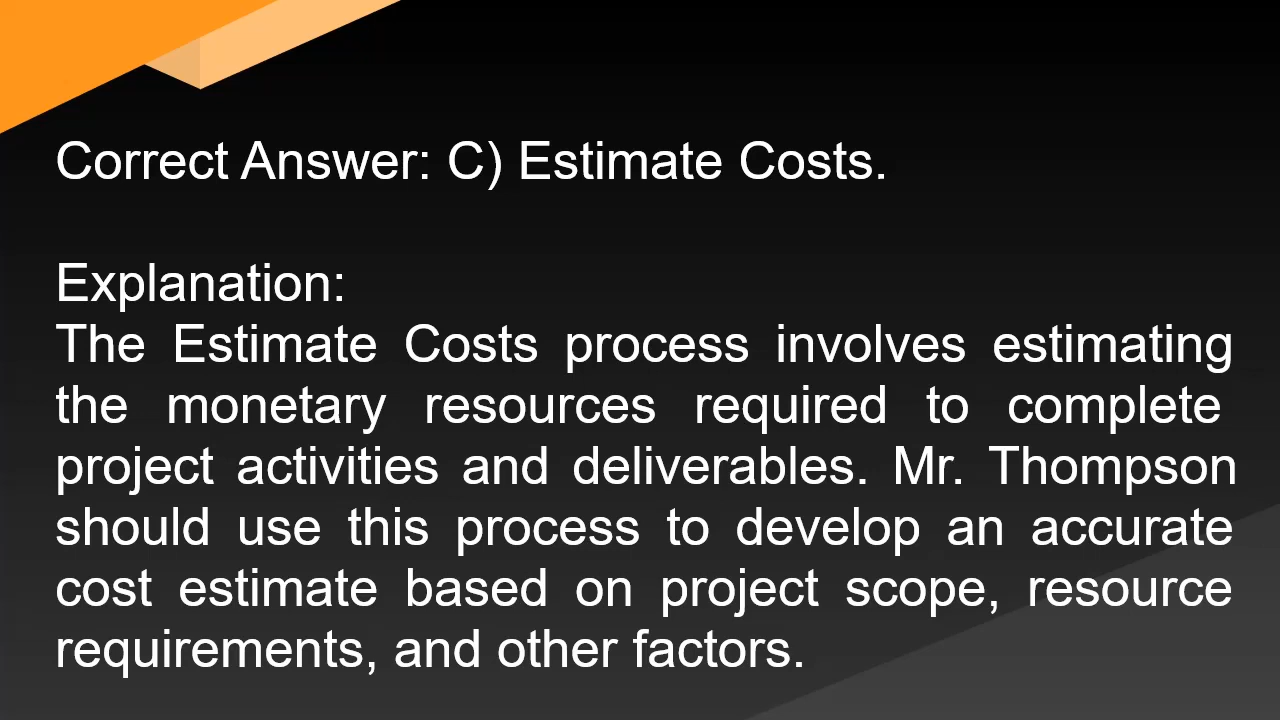 Correct Answer: C) Estimate Costs.
Explanation:
The Estimate Costs process involves estimating
the monetary resources required to complete
project activities and deliverables. Mr. Thompson
should use this process to develop an accurate
cost estimate based on project scope, resource
requirements, and other factors.